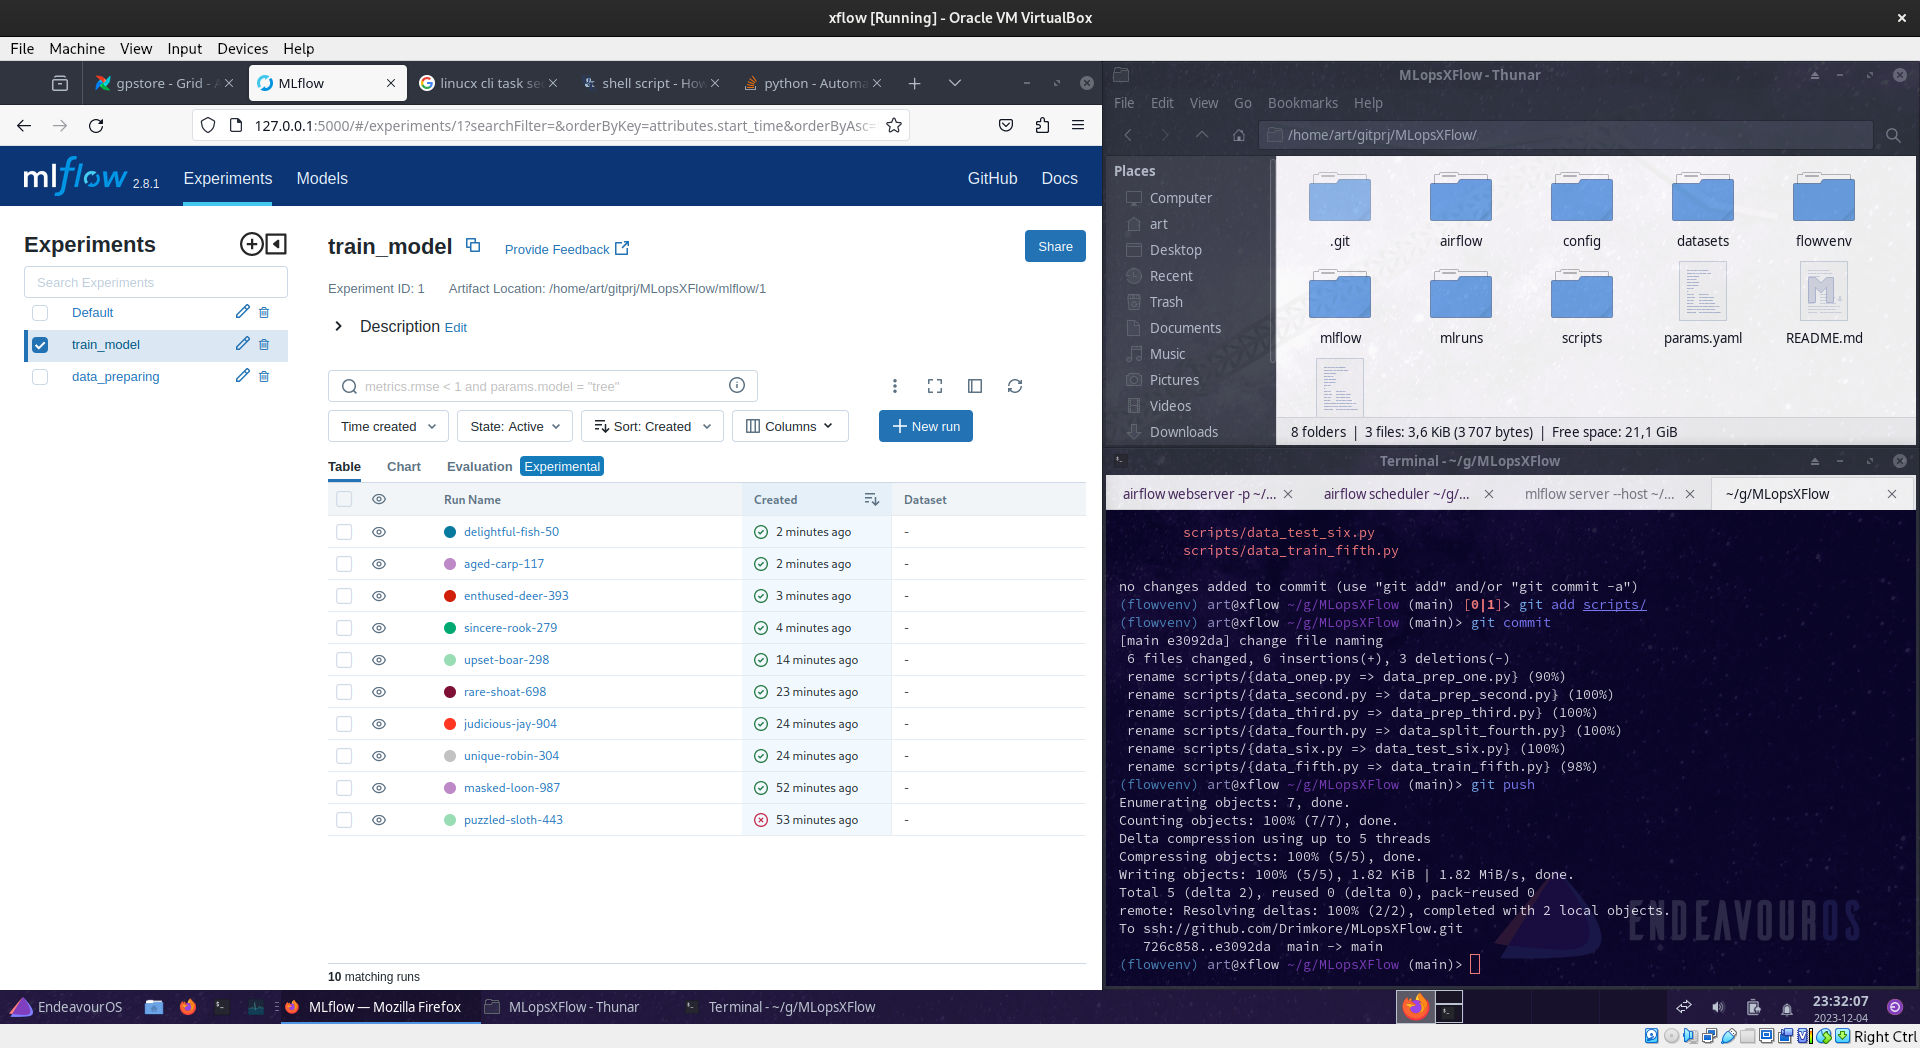 xflow [Running] - Oracle VM VirtualBox
File Machine View Input Devices Help
gpstore - Grid - A
MLflow
linucx cli task se
shell script - How
python - Automa
127.0.0.1:5000/#/experiments/1?searchFilter=&orderByKey=attributes.start_time&orderByAsc=
mlflow 2.8.1
Experiments
Models
GitHub
Docs
Experiments
Search Experiments
Default
train_model
data_preparing
train_model
Provide Feedback
Share
Experiment ID: 1
Artifact Location: /home/art/gitprj/MLopsXFlow/mlflow/1
Description Edit
metrics.rmse < 1 and params.model = "tree"
Time created
State: Active
Sort: Created
Columns
New run
Table
Chart
Evaluation
Experimental
Run Name
Created
Dataset
delightful-fish-50 2 minutes ago -
aged-carp-117 2 minutes ago -
enthused-deer-393 3 minutes ago -
sincere-rook-279 4 minutes ago -
upset-boar-298 14 minutes ago -
rare-shoat-698 23 minutes ago -
judicious-jay-904 24 minutes ago -
unique-robin-304 24 minutes ago -
masked-loon-987 52 minutes ago -
puzzled-sloth-443 53 minutes ago -
10 matching runs
MLopsXFlow - Thunar
File Edit View Go Bookmarks Help
/home/art/gitprj/MLopsXFlow/
Places
Computer
art
Desktop
Recent
Trash
Documents
Music
Pictures
Videos
Downloads
.git
airflow
config
datasets
flowvenv
mlflow
mlruns
scripts
params.yaml
README.md
8 folders | 3 files: 3,6 KiB (3 707 bytes) | Free space: 21,1 GiB
Terminal - ~/g/MLopsXFlow
airflow webserver -p ~/...
airflow scheduler ~/g/...
mlflow server --host ~/...
~/g/MLopsXFlow
scripts/data_test_six.py
scripts/data_train_fifth.py
no changes added to commit (use "git add" and/or "git commit -a")
(flowvenv) art@xflow ~/g/MLopsXFlow (main) [0|1]> git add scripts/
(flowvenv) art@xflow ~/g/MLopsXFlow (main)> git commit
[main e3092da] change file naming
6 files changed, 6 insertions(+), 3 deletions(-)
rename scripts/{data_onep.py => data_prep_one.py} (90%)
rename scripts/{data_second.py => data_prep_second.py} (100%)
rename scripts/{data_third.py => data_prep_third.py} (100%)
rename scripts/{data_fourth.py => data_split_fourth.py} (100%)
rename scripts/{data_six.py => data_test_six.py} (100%)
rename scripts/{data_fifth.py => data_train_fifth.py} (98%)
(flowvenv) art@xflow ~/g/MLopsXFlow (main)> git push
Enumerating objects: 7, done.
Counting objects: 100% (7/7), done.
Delta compression using up to 5 threads
Compressing objects: 100% (5/5), done.
Writing objects: 100% (5/5), 1.82 KiB | 1.82 MiB/s, done.
Total 5 (delta 2), reused 0 (delta 0), pack-reused 0
remote: Resolving deltas: 100% (2/2), completed with 2 local objects.
To ssh://github.com/Drimkore/MLopsXFlow.git
726c858..e3092da main -> main
(flowvenv) art@xflow ~/g/MLopsXFlow (main)>
ENDEAVOUROS
EndeavourOS
MLflow — Mozilla Firefox
MLopsXFlow - Thunar
Terminal - ~/g/MLopsXFlow
23:32:07
2023-12-04
Right Ctrl